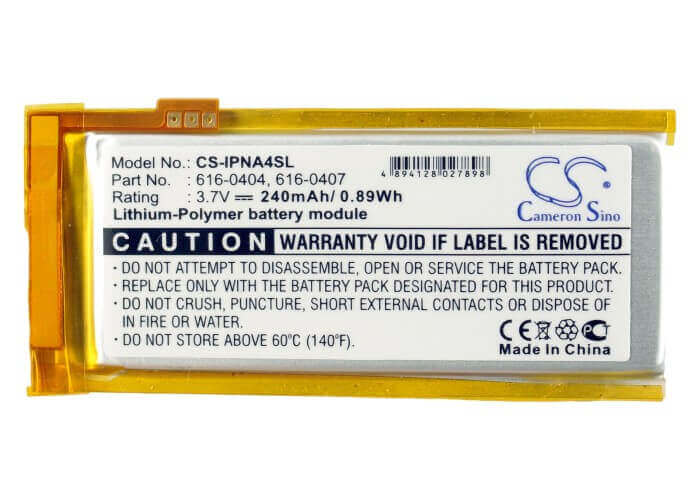 Model No.: CS-IPNA4SL
Part No.: 616-0404, 616-0407
Rating : 3.7V 240mAh/ 0.89Wh
Lithium-Polymer battery module
4 894128 027898
CS
Cameron Sino
CAUTION WARRANTY VOID IF LABEL IS REMOVED
• DO NOT ATTEMPT TO DISASSEMBLE, OPEN OR SERVICE THE BATTERY PACK.
• REPLACE ONLY WITH THE BATTERY PACK DESIGNATED FOR THIS PRODUCT.
• DO NOT CRUSH, PUNCTURE, SHORT EXTERNAL CONTACTS OR DISPOSE OF
IN FIRE OR WATER.
• DO NOT STORE ABOVE 60°C (140°F).
CE
Made In China